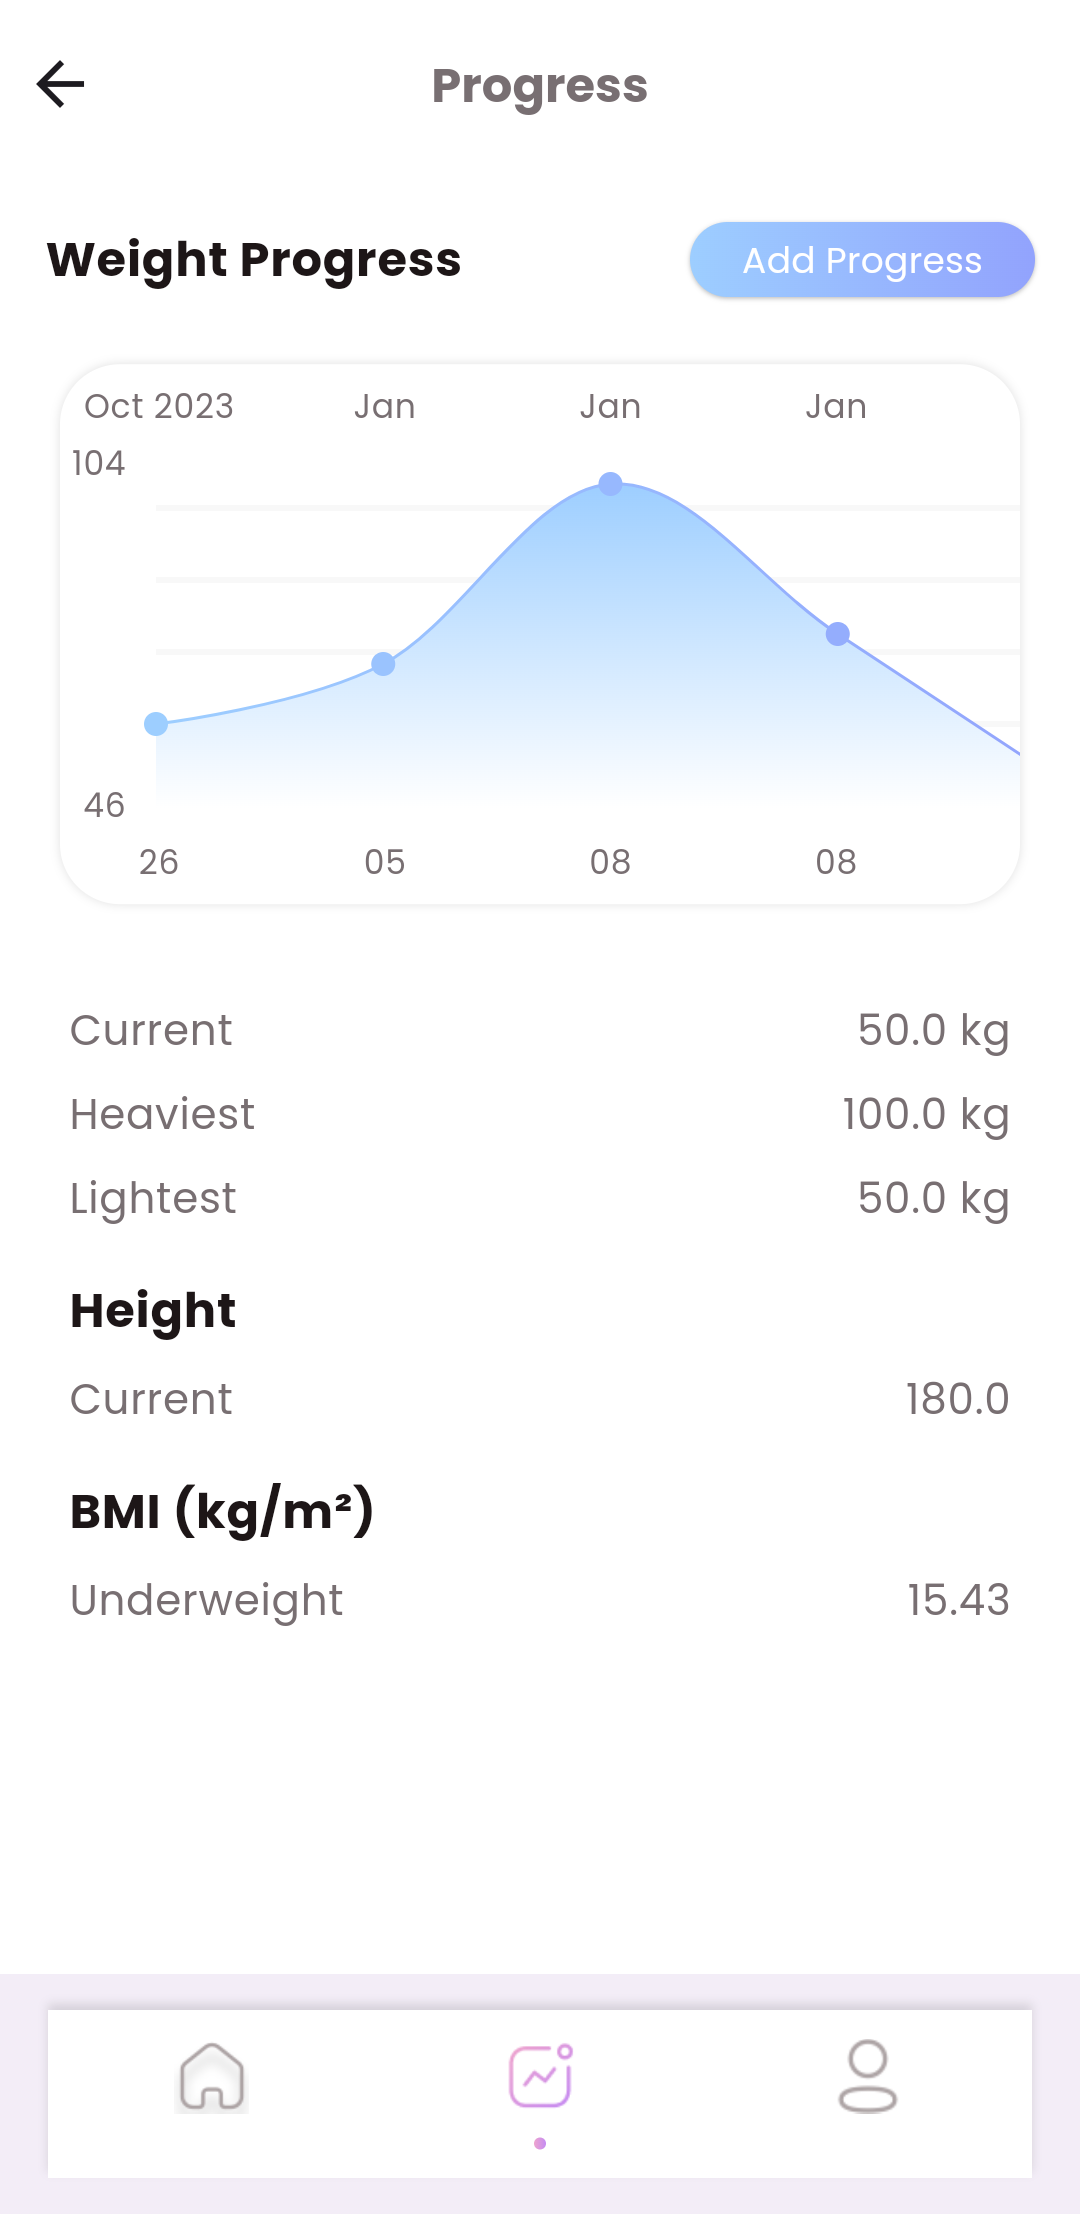 Progress
Weight Progress
Add Progress
Oct 2023 Jan Jan Jan
104
46
26 05 08 08
Current 50.0 kg
Heaviest 100.0 kg
Lightest 50.0 kg
Height
Current 180.0
BMI (kg/m²)
Underweight 15.43